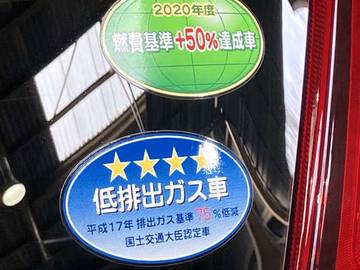 2020年度
燃費基準+50%達成車
★★★★
低排出ガス車
平成17年 排出ガス基準 75%低減
国土交通大臣認定車